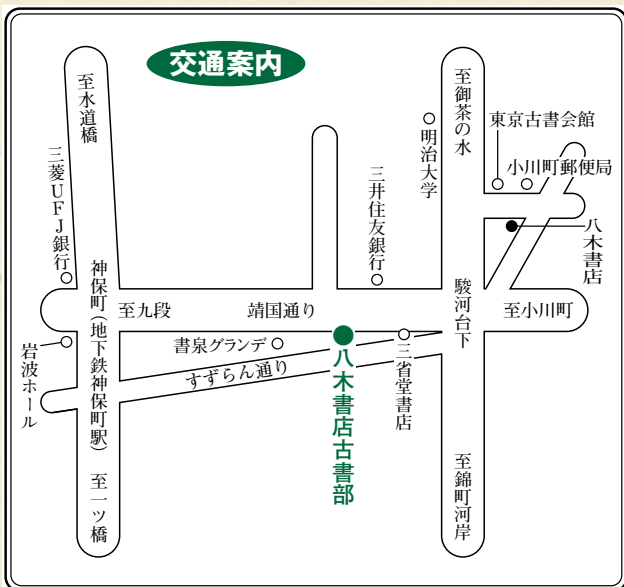 交通案内
至水道橋
三菱UFJ銀行
神保町(地下鉄神保町駅)
至一ツ橋
岩波ホール
至九段
靖国通り
書泉グランデ
すずらん通り
三井住友銀行
八木書店古書部
三省堂書店
明治大学
至御茶の水
駿河台下
至錦町河岸
東京古書会館
小川町郵便局
八木書店
至小川町